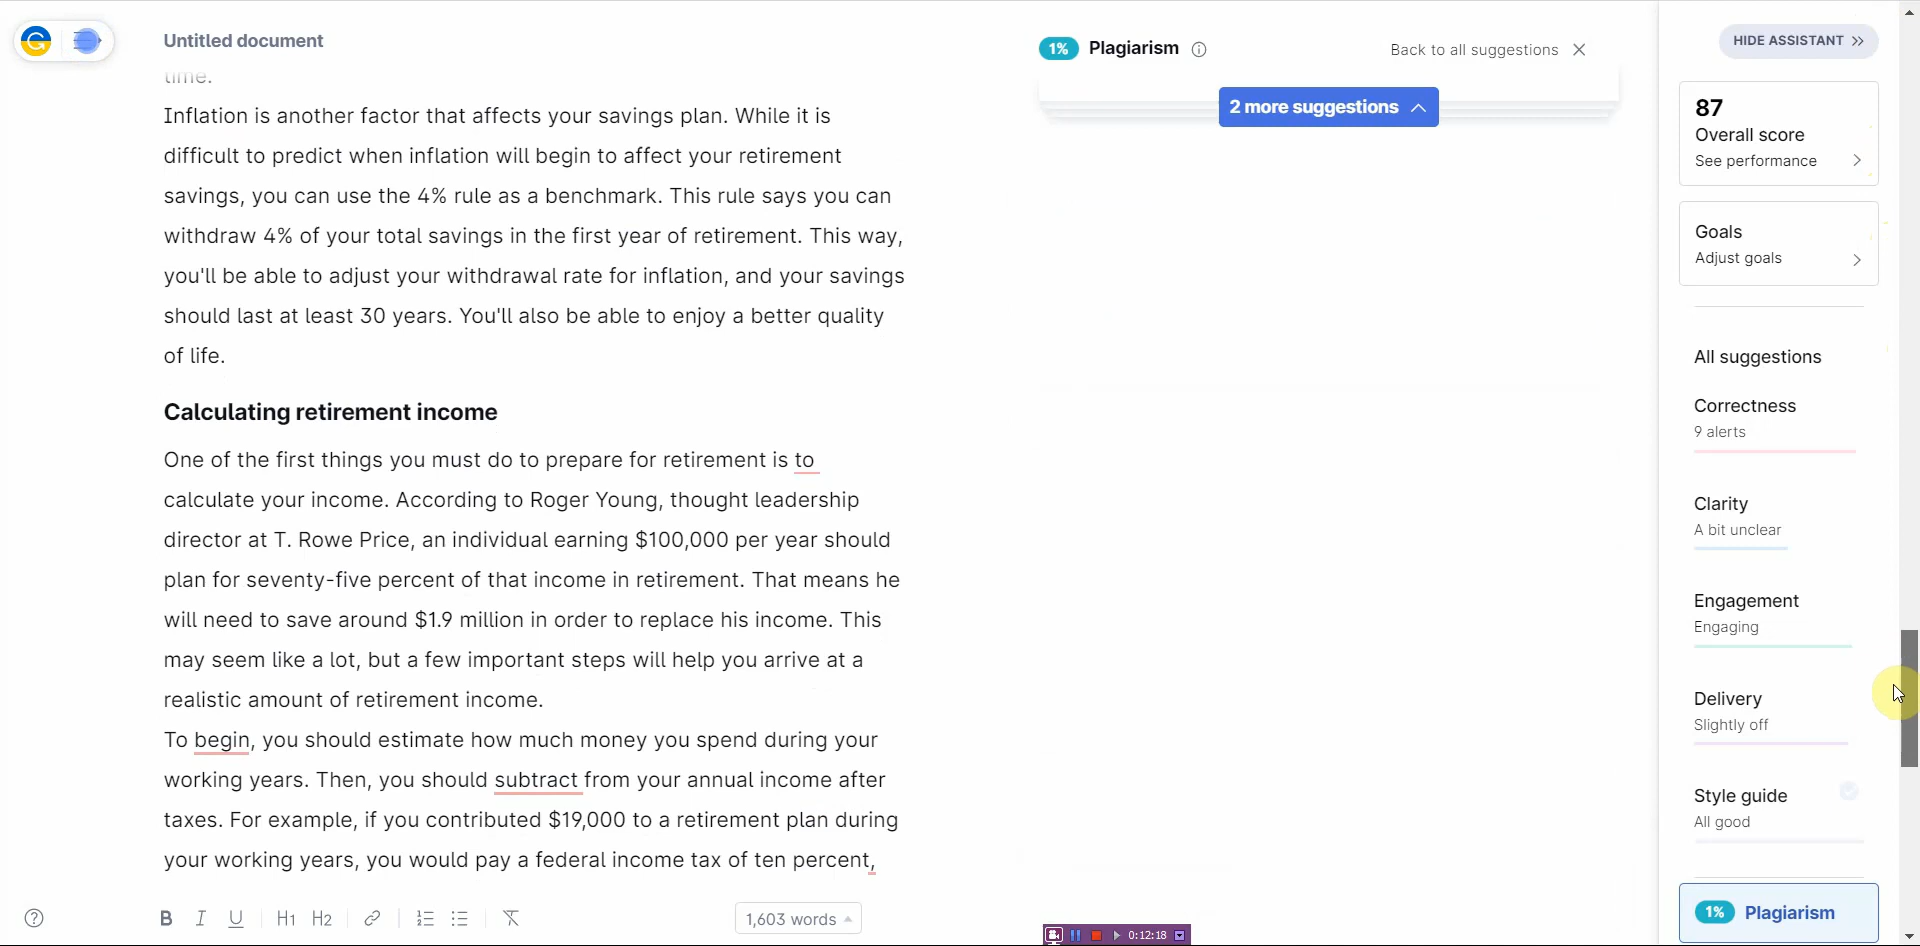 Untitled document
time.
Inflation is another factor that affects your savings plan. While it is
difficult to predict when inflation will begin to affect your retirement
savings, you can use the 4% rule as a benchmark. This rule says you can
withdraw 4% of your total savings in the first year of retirement. This way,
you'll be able to adjust your withdrawal rate for inflation, and your savings
should last at least 30 years. You'll also be able to enjoy a better quality
of life.
Calculating retirement income
One of the first things you must do to prepare for retirement is to
calculate your income. According to Roger Young, thought leadership
director at T. Rowe Price, an individual earning $100,000 per year should
plan for seventy-five percent of that income in retirement. That means he
will need to save around $1.9 million in order to replace his income. This
may seem like a lot, but a few important steps will help you arrive at a
realistic amount of retirement income.
To begin, you should estimate how much money you spend during your
working years. Then, you should subtract from your annual income after
taxes. For example, if you contributed $19,000 to a retirement plan during
your working years, you would pay a federal income tax of ten percent,
B I U H1 H2
1,603 words
1% Plagiarism
Back to all suggestions
2 more suggestions
0:12:18
HIDE ASSISTANT
87
Overall score
See performance
Goals
Adjust goals
All suggestions
Correctness
9 alerts
Clarity
A bit unclear
Engagement
Engaging
Delivery
Slightly off
Style guide
All good
1% Plagiarism